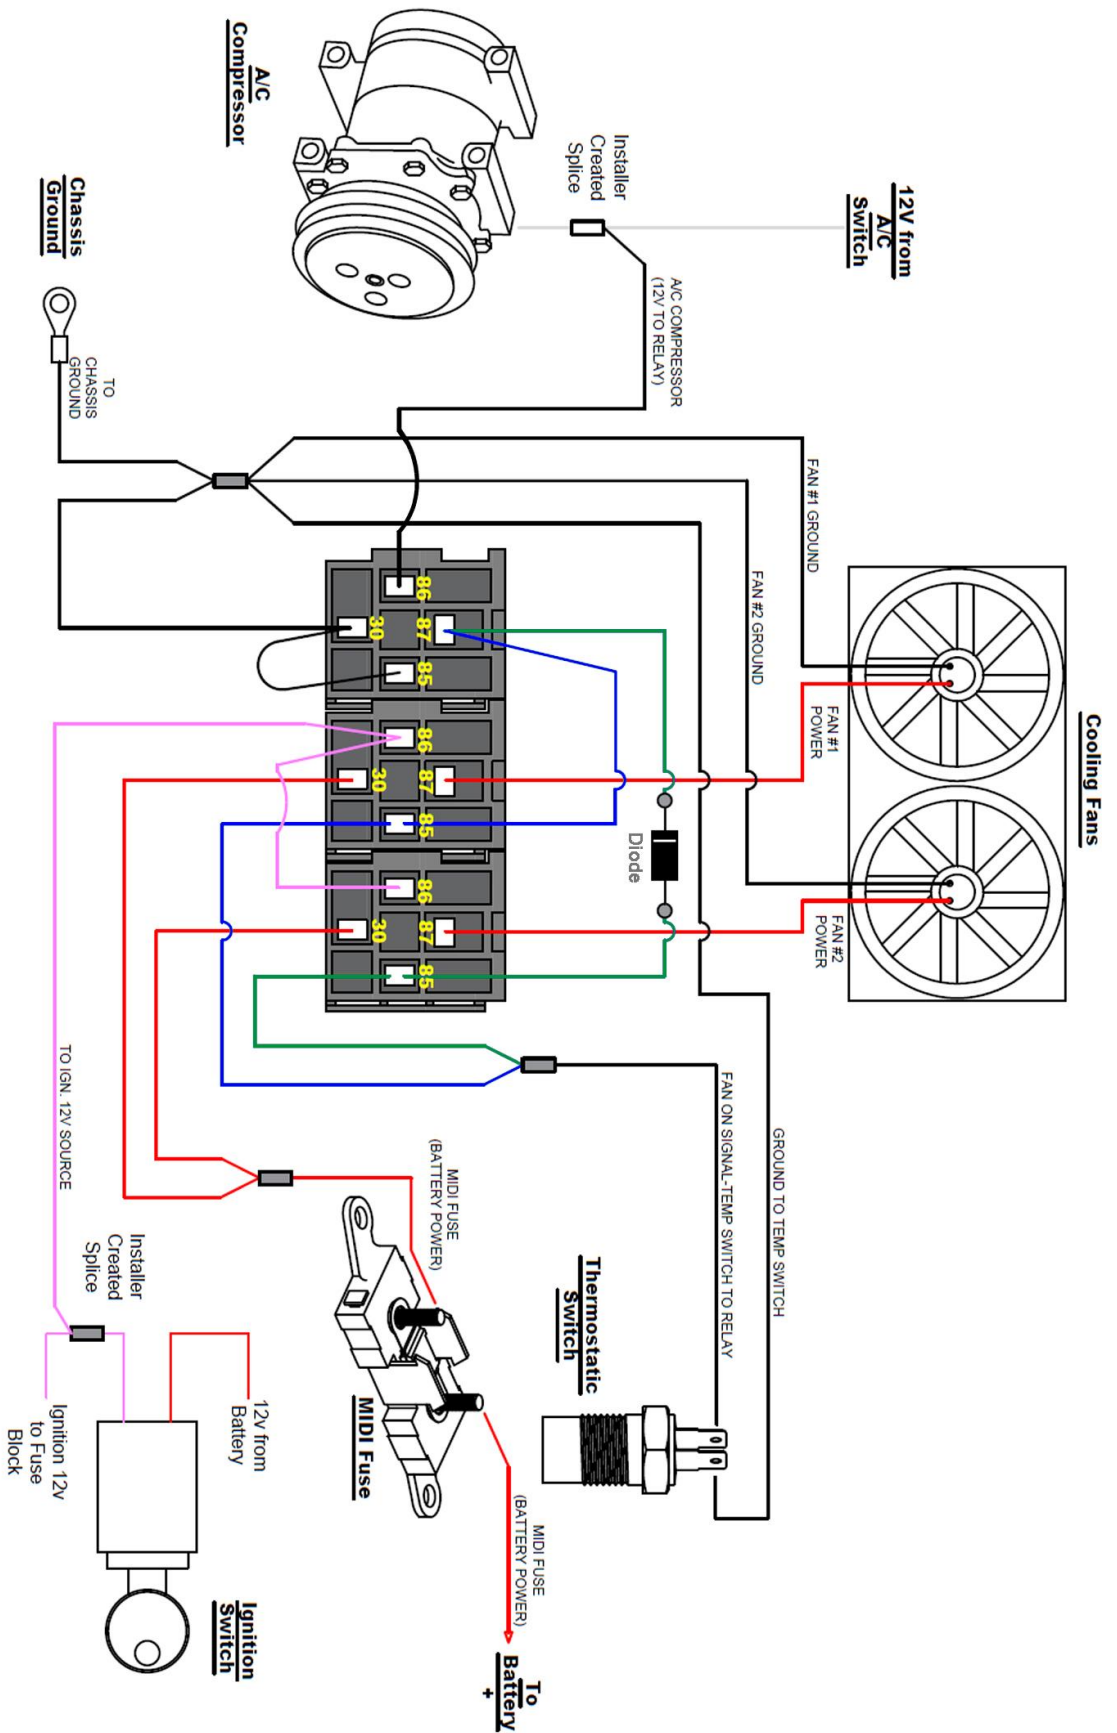 Cooling Fans
12V from
A/C
Switch
Installer
Created
Splice
A/C
Compressor
A/C COMPRESSOR
(12V TO RELAY)
Chassis
Ground
TO
CHASSIS
GROUND
FAN #1 GROUND
FAN #2 GROUND
FAN #1
POWER
FAN #2
POWER
Diode
86
87
30
85
86
87
30
85
86
87
30
85
GROUND TO TEMP SWITCH
FAN ON SIGNAL-TEMP SWITCH TO RELAY
Thermostatic
Switch
MIDI FUSE
(BATTERY POWER)
MIDI Fuse
MIDI FUSE
(BATTERY POWER)
To
Battery
+
TO IGN. 12V SOURCE
Installer
Created
Splice
12v from
Battery
Ignition 12v
to Fuse
Block
Ignition
Switch